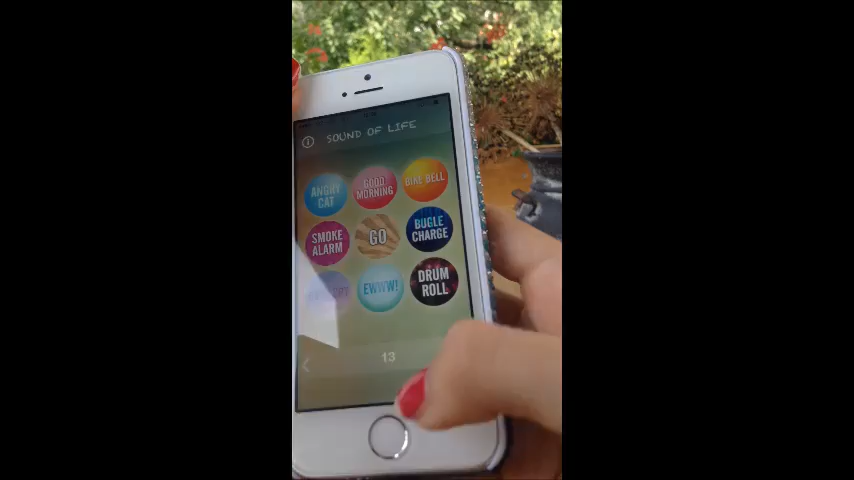 SOUND OF LIFE
ANGRY
CAT
GOOD
MORNING
BIKE BELL
SMOKE
ALARM
GO
BUGLE
CHARGE
EWWW!
DRUM
ROLL
13